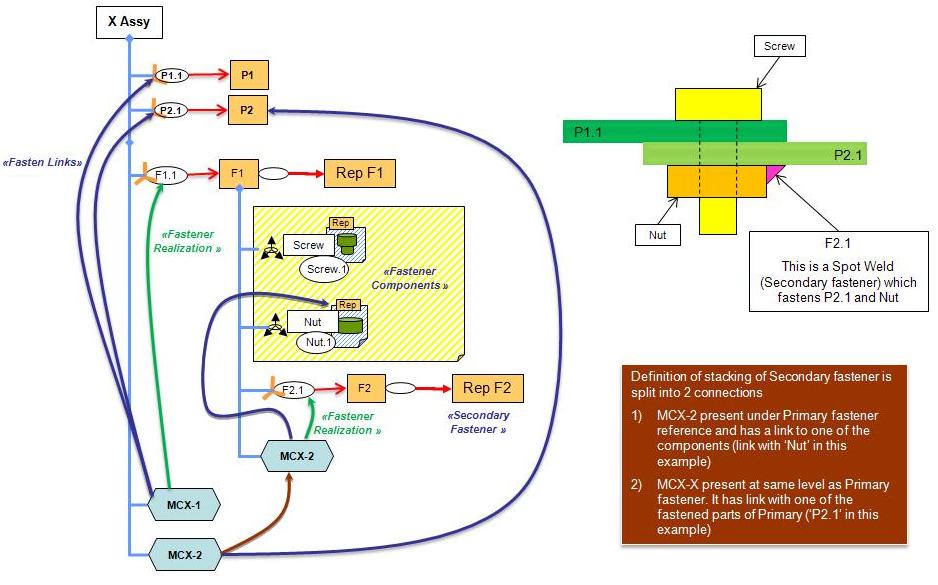 X Assy
P1.1
P1
P2.1
P2
«Fasten Links»
F1.1
F1
Rep F1
«Fastener
Realization »
Rep
Screw
Screw.1
«Fastener
Components »
Rep
Nut
Nut.1
F2.1
F2
Rep F2
«Fastener
Realization »
«Secondary
Fastener »
MCX-2
MCX-1
MCX-2
Screw
P1.1
P2.1
Nut
F2.1
This is a Spot Weld
(Secondary fastener) which
fastens P2.1 and Nut
Definition of stacking of Secondary fastener is
split into 2 connections
1) MCX-2 present under Primary fastener
reference and has a link to one of the
components (link with ‘Nut’ in this
example)
2) MCX-X present at same level as Primary
fastener. It has link with one of the
fastened parts of Primary (‘P2.1’ in this
example)